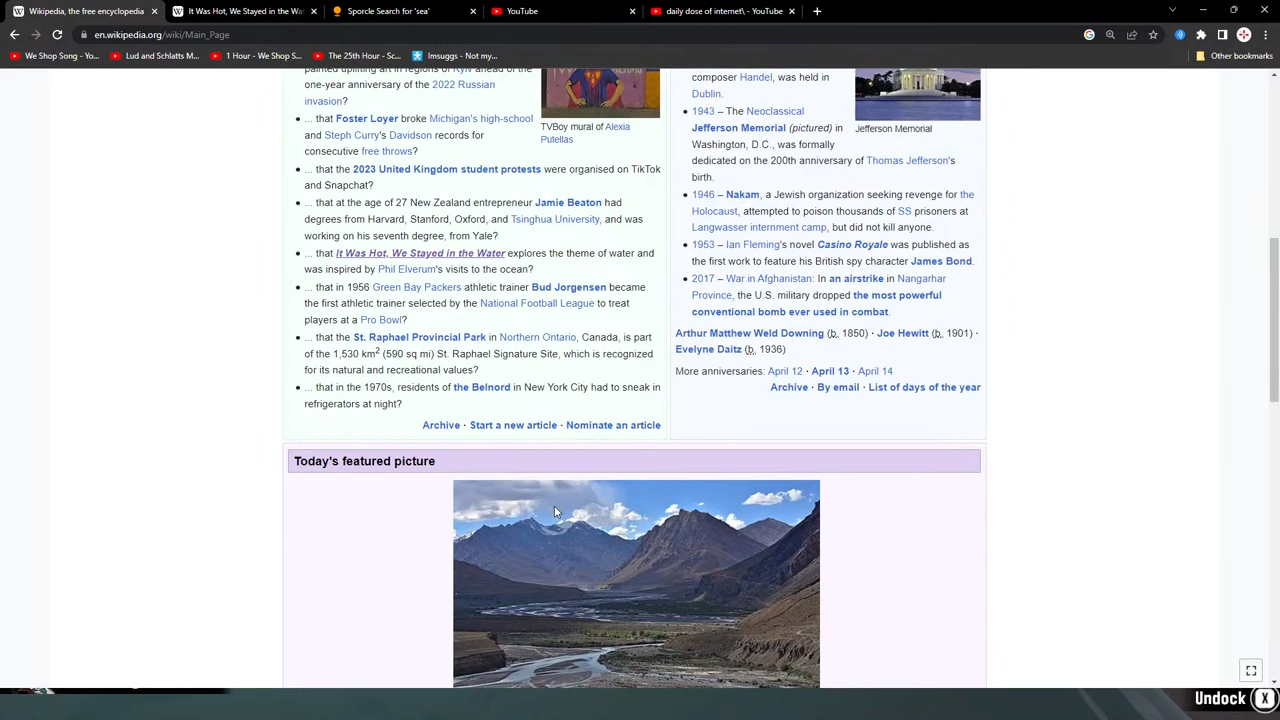 Wikipedia, the free encyclopedia
It Was Hot, We Stayed in the Wat
Sporcle Search for 'sea'
YouTube
daily dose of internet\ - YouTube
en.wikipedia.org/wiki/Main_Page
We Shop Song - Yo...
Lud and Schlatts M...
1 Hour - We Shop S...
The 25th Hour - Sc...
Imsuggs - Not my...
Other bookmarks
painted uplifting art in regions of Kyiv ahead of the
one-year anniversary of the 2022 Russian
invasion?
TVBoy mural of Alexia
Putellas
... that Foster Loyer broke Michigan's high-school
and Steph Curry's Davidson records for
consecutive free throws?
... that the 2023 United Kingdom student protests were organised on TikTok
and Snapchat?
... that at the age of 27 New Zealand entrepreneur Jamie Beaton had
degrees from Harvard, Stanford, Oxford, and Tsinghua University, and was
working on his seventh degree, from Yale?
... that It Was Hot, We Stayed in the Water explores the theme of water and
was inspired by Phil Elverum's visits to the ocean?
... that in 1956 Green Bay Packers athletic trainer Bud Jorgensen became
the first athletic trainer selected by the National Football League to treat
players at a Pro Bowl?
... that the St. Raphael Provincial Park in Northern Ontario, Canada, is part
of the 1,530 km2 (590 sq mi) St. Raphael Signature Site, which is recognized
for its natural and recreational values?
... that in the 1970s, residents of the Belnord in New York City had to sneak in
refrigerators at night?
Archive · Start a new article · Nominate an article
composer Handel, was held in
Dublin.
1943 – The Neoclassical
Jefferson Memorial (pictured) in
Washington, D.C., was formally
dedicated on the 200th anniversary of Thomas Jefferson's
birth.
Jefferson Memorial
1946 – Nakam, a Jewish organization seeking revenge for the
Holocaust, attempted to poison thousands of SS prisoners at
Langwasser internment camp, but did not kill anyone.
1953 – Ian Fleming's novel Casino Royale was published as
the first work to feature his British spy character James Bond.
2017 – War in Afghanistan: In an airstrike in Nangarhar
Province, the U.S. military dropped the most powerful
conventional bomb ever used in combat.
Arthur Matthew Weld Downing (b. 1850) · Joe Hewitt (b. 1901) ·
Evelyne Daitz (b. 1936)
More anniversaries: April 12 · April 13 · April 14
Archive · By email · List of days of the year
Today's featured picture
Undock X